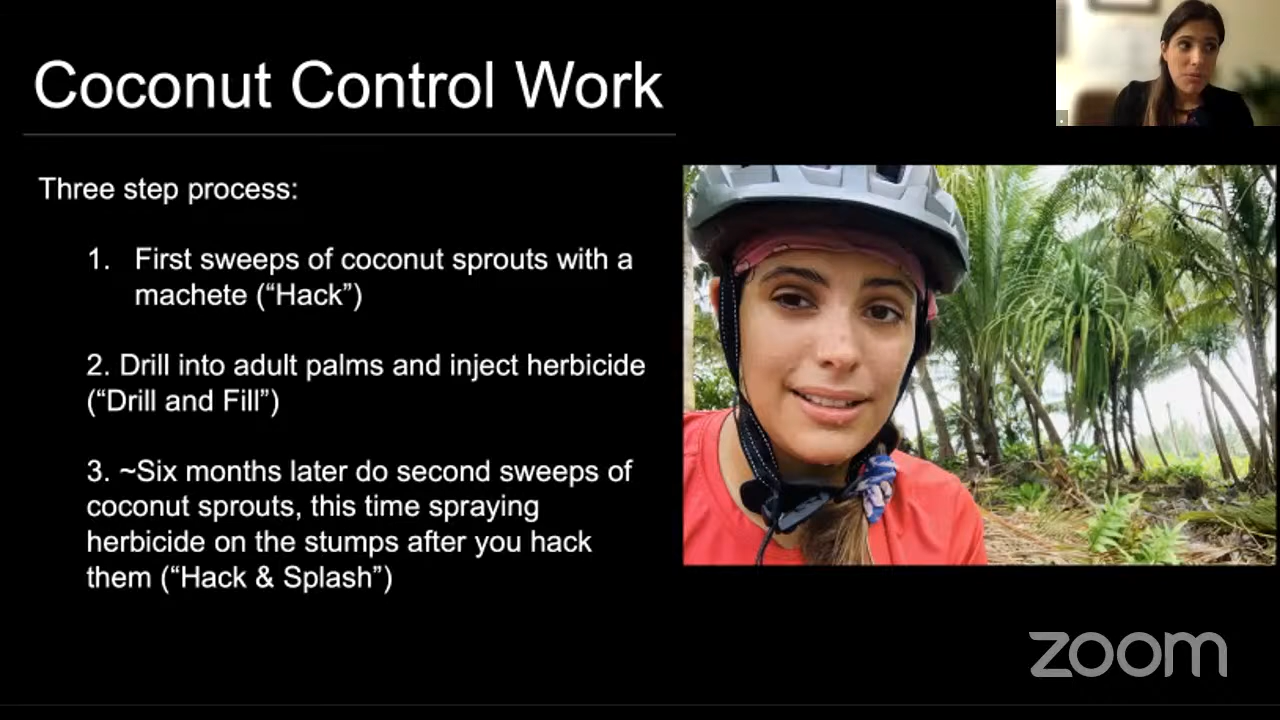 Coconut Control Work
Three step process:
1. First sweeps of coconut sprouts with a
machete (“Hack”)
2. Drill into adult palms and inject herbicide
(“Drill and Fill”)
3. ~Six months later do second sweeps of
coconut sprouts, this time spraying
herbicide on the stumps after you hack
them (“Hack & Splash”)
zoom